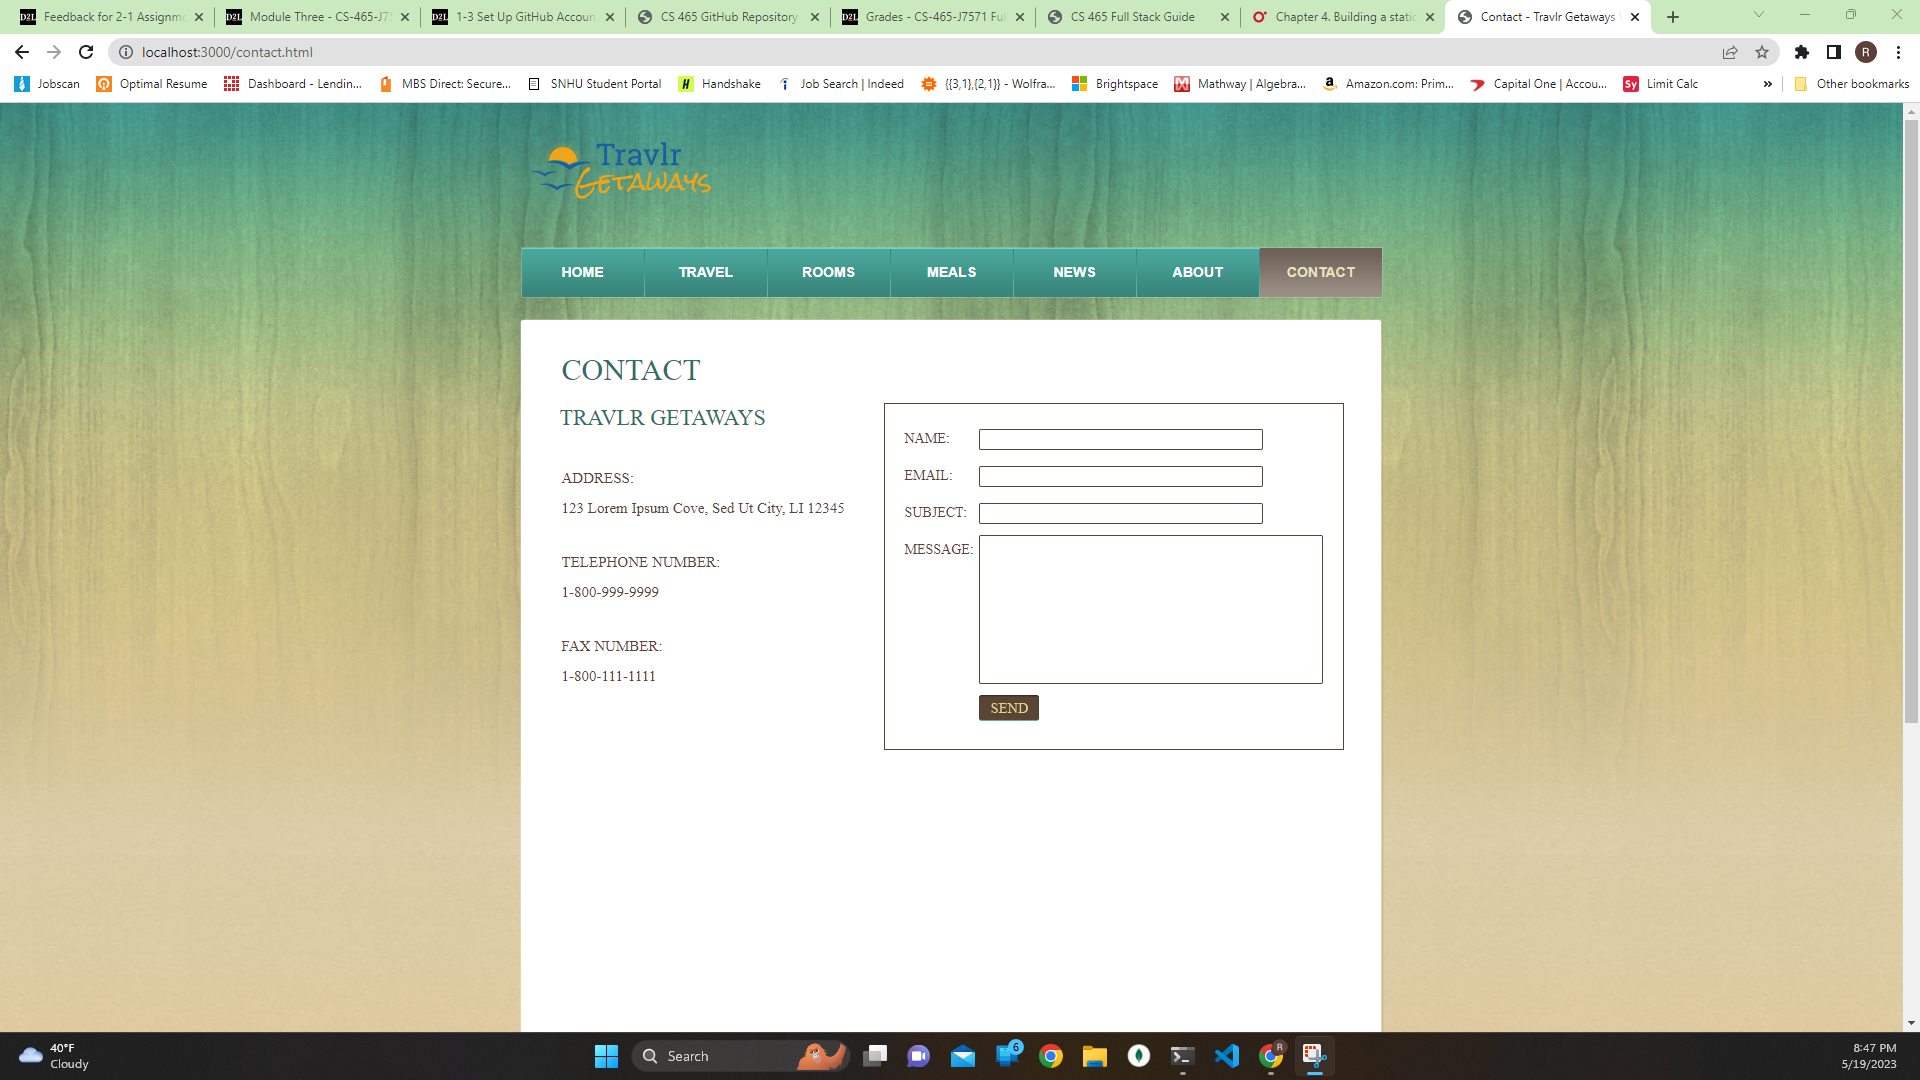 Feedback for 2-1 Assignme
Module Three - CS-465-J7
1-3 Set Up GitHub Accoun
CS 465 GitHub Repository
Grades - CS-465-J7571 Ful
CS 465 Full Stack Guide
Chapter 4. Building a static
Contact - Travlr Getaways
localhost:3000/contact.html
R
Jobscan
Optimal Resume
Dashboard - Lendin...
MBS Direct: Secure...
SNHU Student Portal
Handshake
Job Search | Indeed
{{3,1},{2,1}} - Wolfra...
Brightspace
Mathway | Algebra...
Amazon.com: Prim...
Capital One | Accou...
Limit Calc
»
Other bookmarks
Travlr
Getaways
HOME
TRAVEL
ROOMS
MEALS
NEWS
ABOUT
CONTACT
CONTACT
TRAVLR GETAWAYS
ADDRESS:
123 Lorem Ipsum Cove, Sed Ut City, LI 12345
TELEPHONE NUMBER:
1-800-999-9999
FAX NUMBER:
1-800-111-1111
NAME:
EMAIL:
SUBJECT:
MESSAGE:
SEND
40°F
Cloudy
Search
6
8:47 PM
5/19/2023